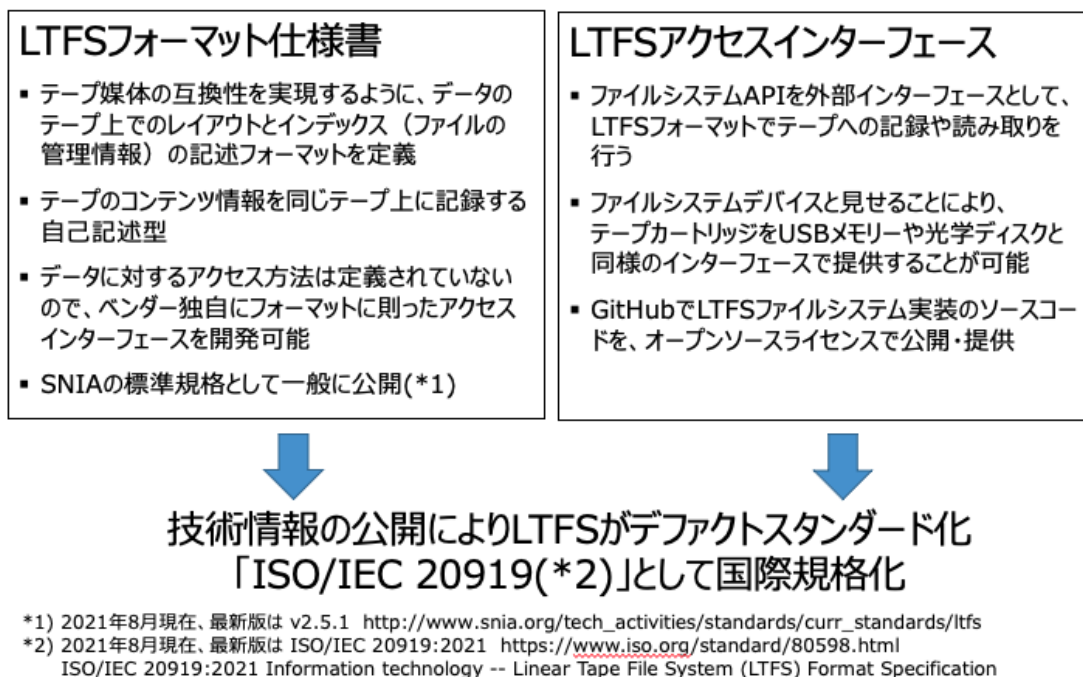 LTFSフォーマット仕様書
▪ テープ媒体の互換性を実現するように、データの
テープ上でのレイアウトとインデックス（ファイルの
管理情報）の記述フォーマットを定義
▪ テープのコンテンツ情報を同じテープ上に記録する
自己記述型
▪ データに対するアクセス方法は定義されていない
ので、ベンダー独自にフォーマットに則ったアクセス
インターフェースを開発可能
▪ SNIAの標準規格として一般に公開(*1)
LTFSアクセスインターフェース
▪ ファイルシステムAPIを外部インターフェースとして、
LTFSフォーマットでテープへの記録や読み取りを
行う
▪ ファイルシステムデバイスと見せることにより、
テープカートリッジをUSBメモリーや光学ディスクと
同様のインターフェースで提供することが可能
▪ GitHubでLTFSファイルシステム実装のソースコー
ドを、オープンソースライセンスで公開・提供
技術情報の公開によりLTFSがデファクトスタンダード化
「ISO/IEC 20919(*2)」として国際規格化
*1) 2021年8月現在、最新版は v2.5.1 http://www.snia.org/tech_activities/standards/curr_standards/ltfs
*2) 2021年8月現在、最新版は ISO/IEC 20919:2021 https://www.iso.org/standard/80598.html
ISO/IEC 20919:2021 Information technology -- Linear Tape File System (LTFS) Format Specification